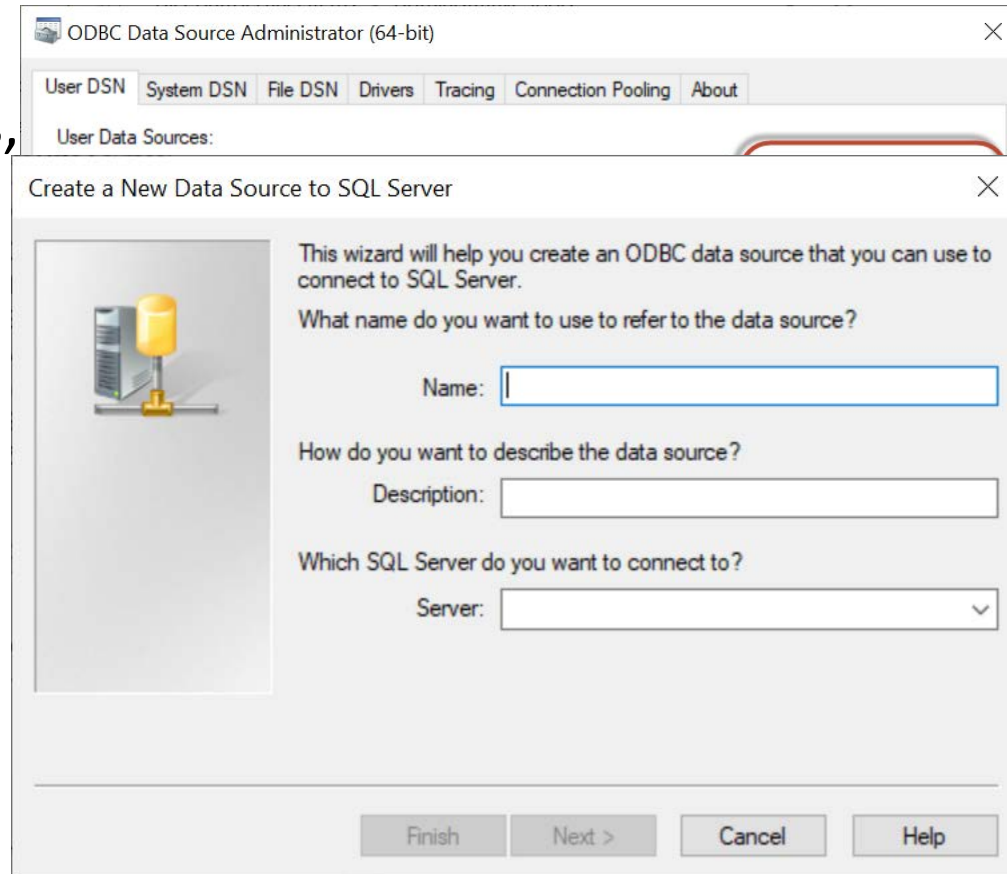 ODBC Data Source Administrator (64-bit)
User DSN System DSN File DSN Drivers Tracing Connection Pooling About
User Data Sources:
,
Create a New Data Source to SQL Server
This wizard will help you create an ODBC data source that you can use to
connect to SQL Server.
What name do you want to use to refer to the data source?
Name:
How do you want to describe the data source?
Description:
Which SQL Server do you want to connect to?
Server:
Finish Next > Cancel Help